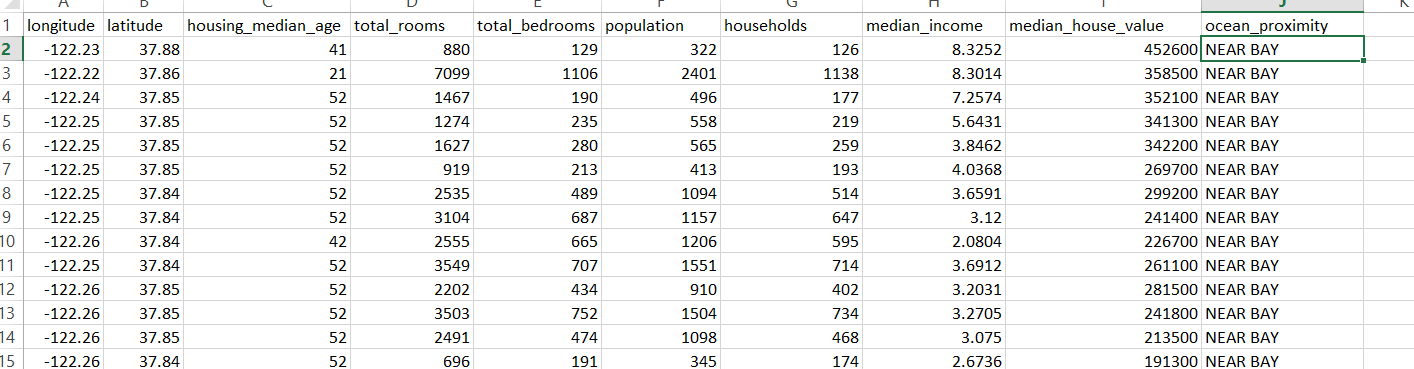 A B C D E F G H I J K
1 longitude latitude housing_median_age total_rooms total_bedrooms population households median_income median_house_value ocean_proximity
2 -122.23 37.88 41 880 129 322 126 8.3252 452600 NEAR BAY
3 -122.22 37.86 21 7099 1106 2401 1138 8.3014 358500 NEAR BAY
4 -122.24 37.85 52 1467 190 496 177 7.2574 352100 NEAR BAY
5 -122.25 37.85 52 1274 235 558 219 5.6431 341300 NEAR BAY
6 -122.25 37.85 52 1627 280 565 259 3.8462 342200 NEAR BAY
7 -122.25 37.85 52 919 213 413 193 4.0368 269700 NEAR BAY
8 -122.25 37.84 52 2535 489 1094 514 3.6591 299200 NEAR BAY
9 -122.25 37.84 52 3104 687 1157 647 3.12 241400 NEAR BAY
10 -122.26 37.84 42 2555 665 1206 595 2.0804 226700 NEAR BAY
11 -122.25 37.84 52 3549 707 1551 714 3.6912 261100 NEAR BAY
12 -122.26 37.85 52 2202 434 910 402 3.2031 281500 NEAR BAY
13 -122.26 37.85 52 3503 752 1504 734 3.2705 241800 NEAR BAY
14 -122.26 37.85 52 2491 474 1098 468 3.075 213500 NEAR BAY
15 -122.26 37.84 52 696 191 345 174 2.6736 191300 NEAR BAY